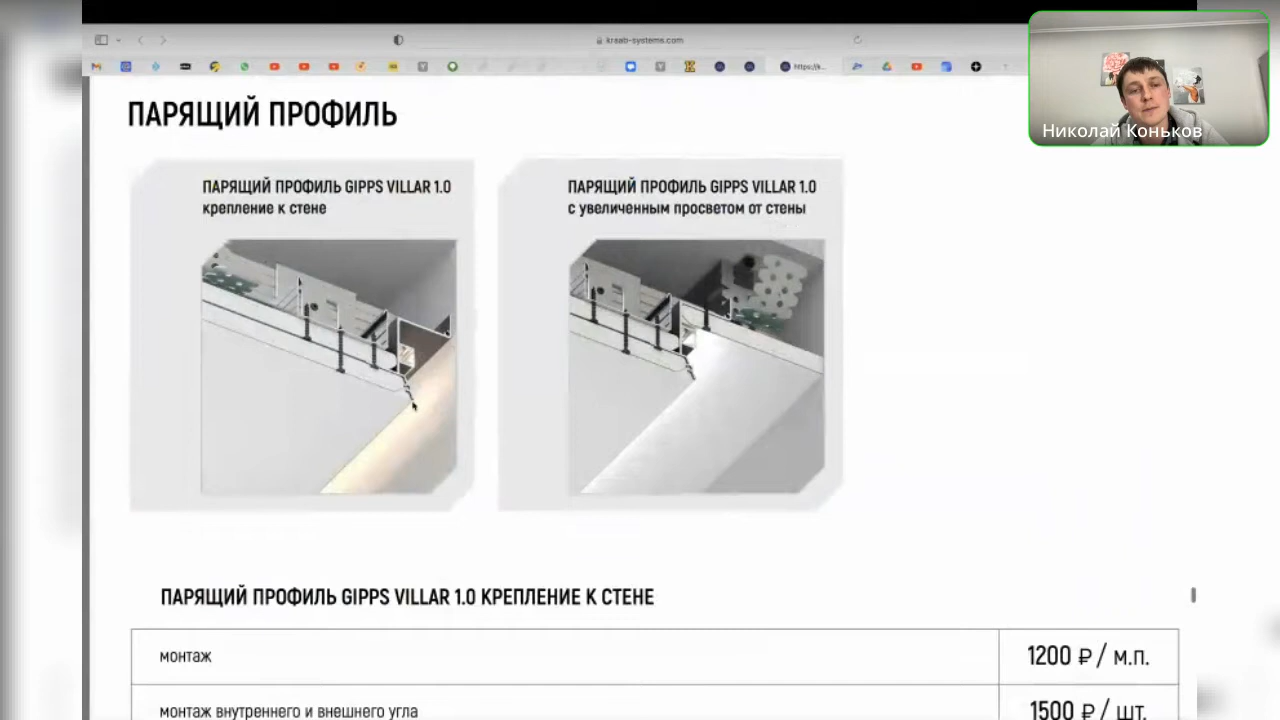 kraab-systems.com
https://k...
Николай Коньков
ПАРЯЩИЙ ПРОФИЛЬ
ПАРЯЩИЙ ПРОФИЛЬ GIPPS VILLAR 1.0
крепление к стене
ПАРЯЩИЙ ПРОФИЛЬ GIPPS VILLAR 1.0
с увеличенным просветом от стены
ПАРЯЩИЙ ПРОФИЛЬ GIPPS VILLAR 1.0 КРЕПЛЕНИЕ К СТЕНЕ
монтаж
1200 ₽ / м.п.
монтаж внутреннего и внешнего угла
1500 ₽ / шт.